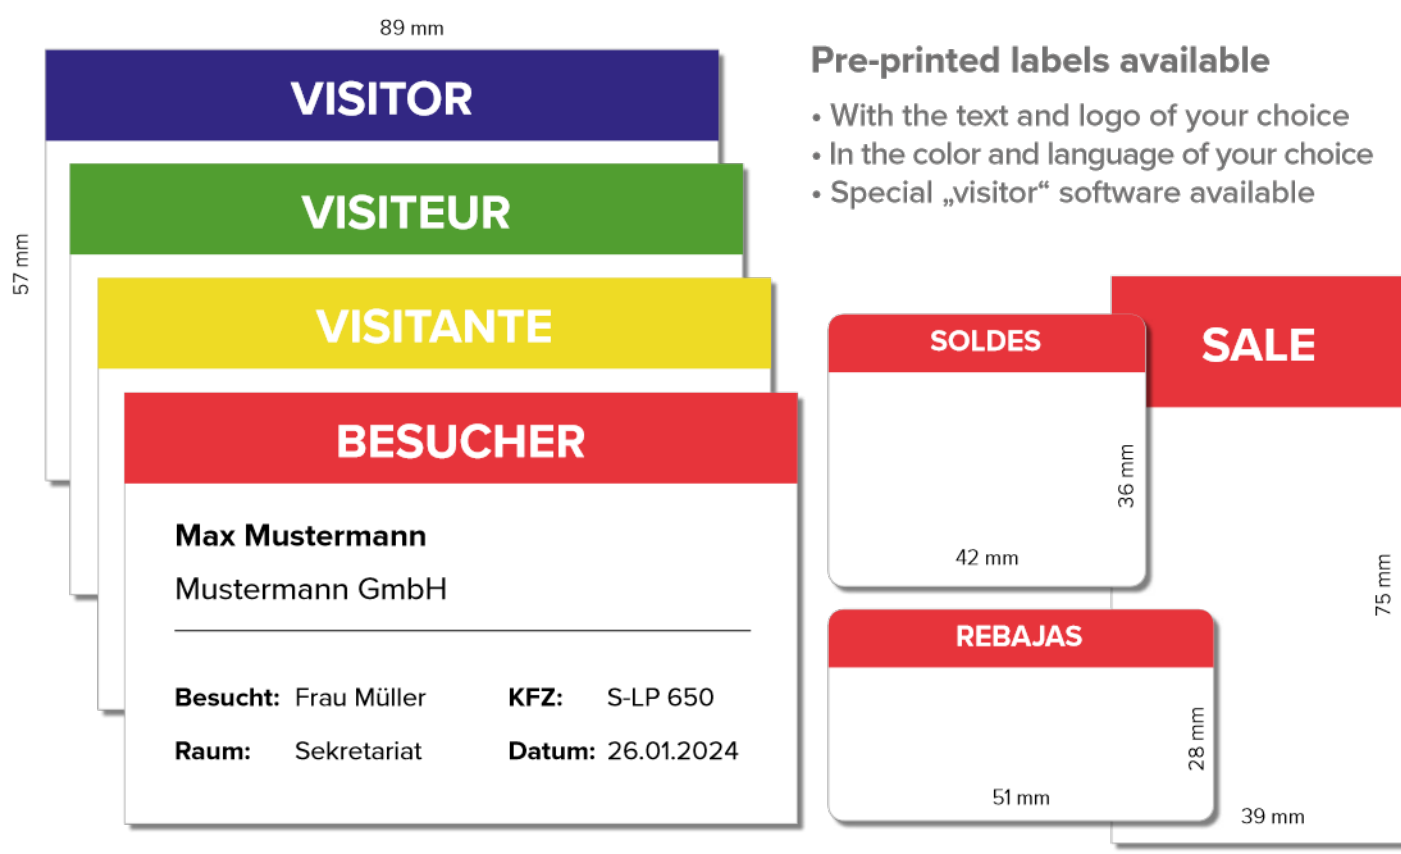 89 mm
VISITOR
57 mm
VISITEUR
VISITANTE
BESUCHER
Max Mustermann
Mustermann GmbH
Besucht: Frau Müller KFZ: S-LP 650
Raum: Sekretariat Datum: 26.01.2024
Pre-printed labels available
• With the text and logo of your choice
• In the color and language of your choice
• Special „visitor“ software available
SOLDES
36 mm
42 mm
SALE
75 mm
39 mm
REBAJAS
28 mm
51 mm